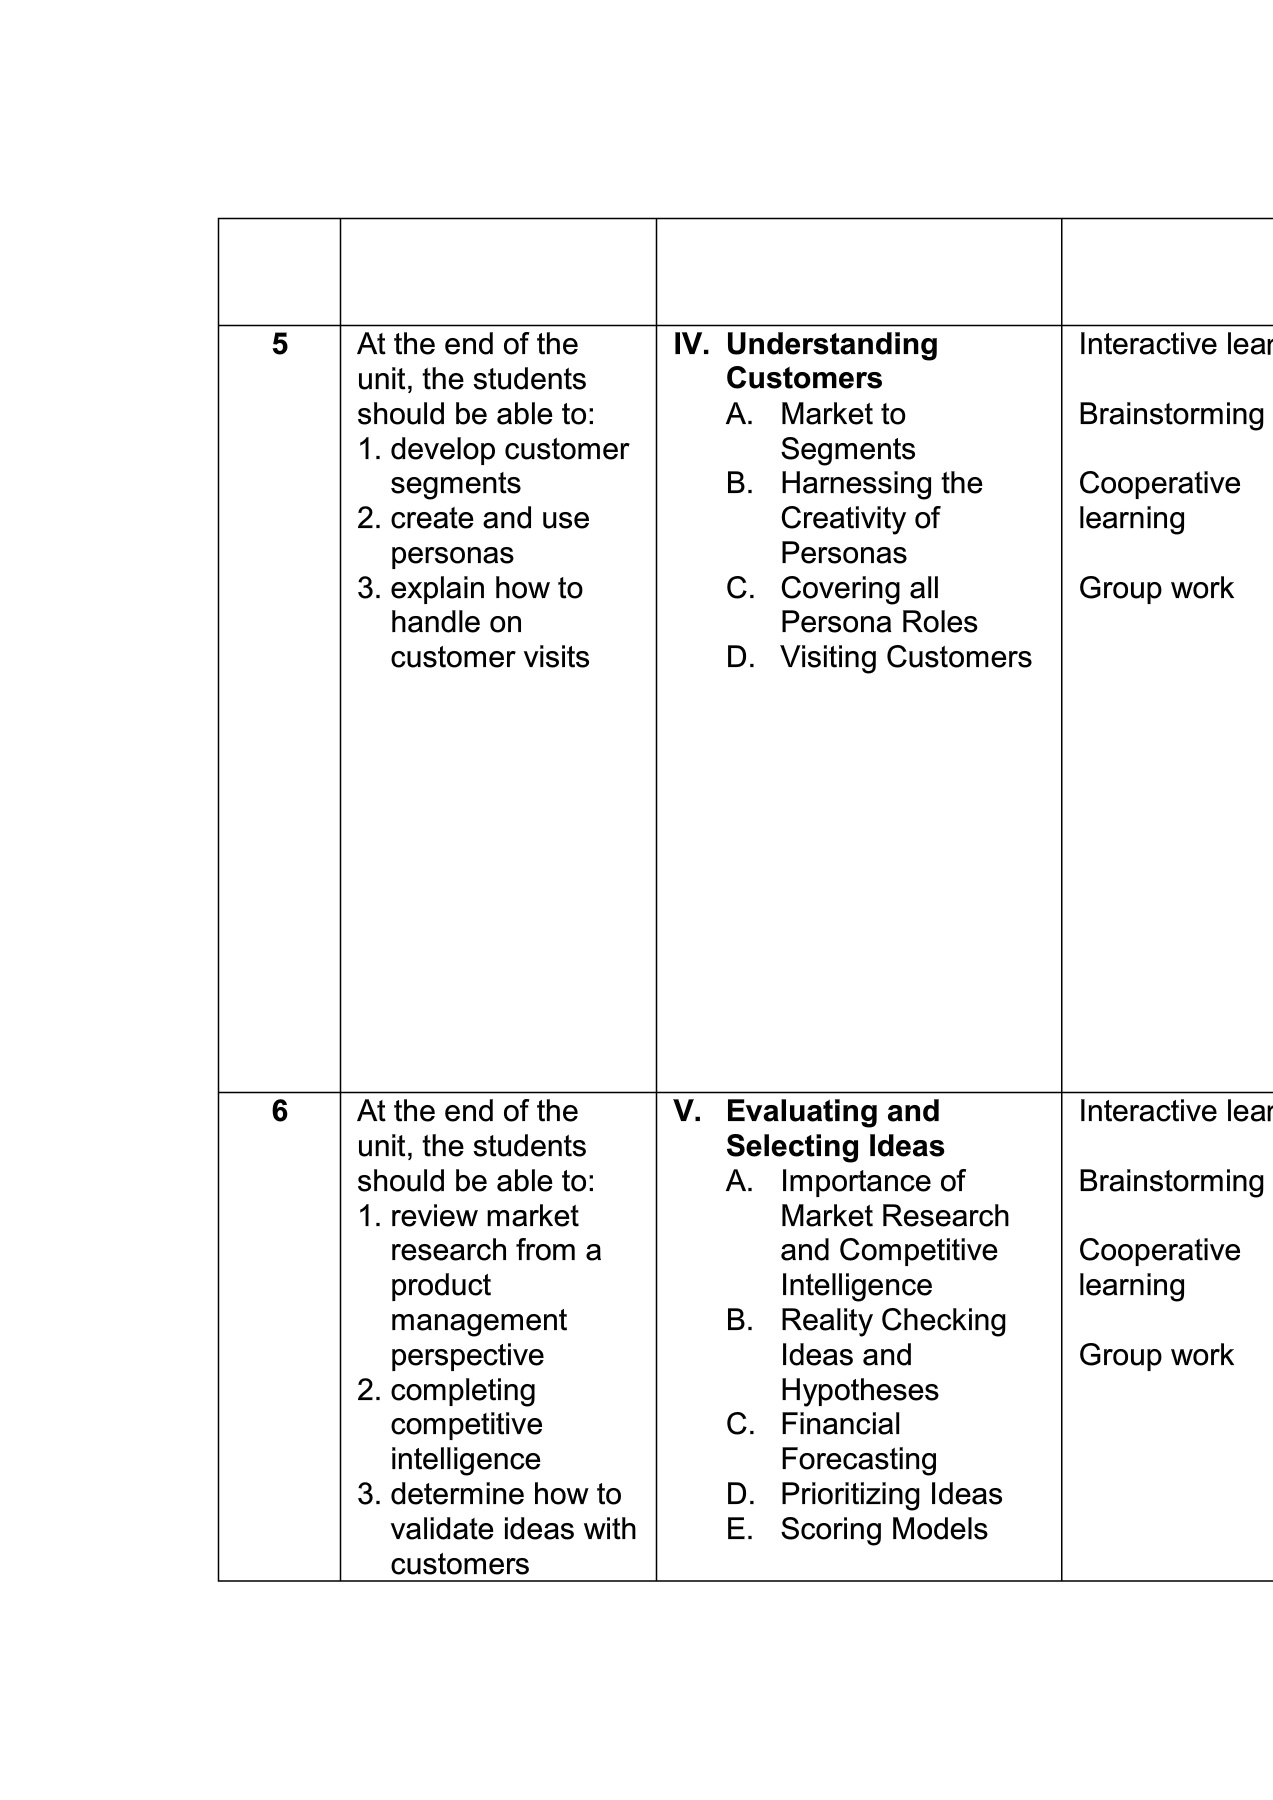 5
At the end of the
unit, the students
should be able to:
1. develop customer
segments
2. create and use
personas
3. explain how to
handle on
customer visits
IV. Understanding
Customers
A. Market to
Segments
B. Harnessing the
Creativity of
Personas
C. Covering all
Persona Roles
D. Visiting Customers
Interactive
Brainstorming
Cooperative
learning
Group work
6
At the end of the
unit, the students
should be able to:
1. review market
research from a
product
management
perspective
2. completing
competitive
intelligence
3. determine how to
validate ideas with
customers
V. Evaluating and
Selecting Ideas
A. Importance of
Market Research
and Competitive
Intelligence
B. Reality Checking
Ideas and
Hypotheses
C. Financial
Forecasting
D. Prioritizing Ideas
E. Scoring Models
Interactive
Brainstorming
Cooperative
learning
Group work